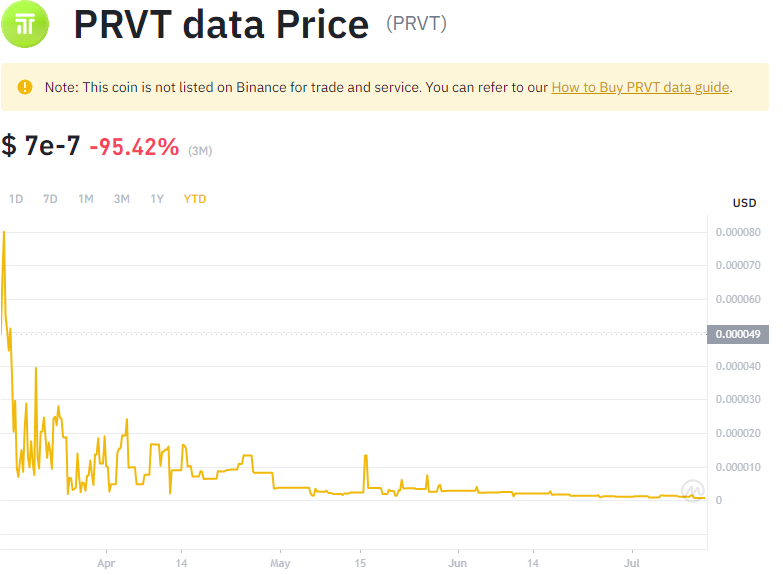 PRVT data Price (PRVT)
Note: This coin is not listed on Binance for trade and service. You can refer to our How to Buy PRVT data guide.
$ 7e-7 -95.42% (3M)
1D 7D 1M 3M 1Y YTD
USD
0.000080
0.000070
0.000060
0.000049
0.000040
0.000030
0.000020
0.000010
0
Apr 14 May 15 Jun 14 Jul